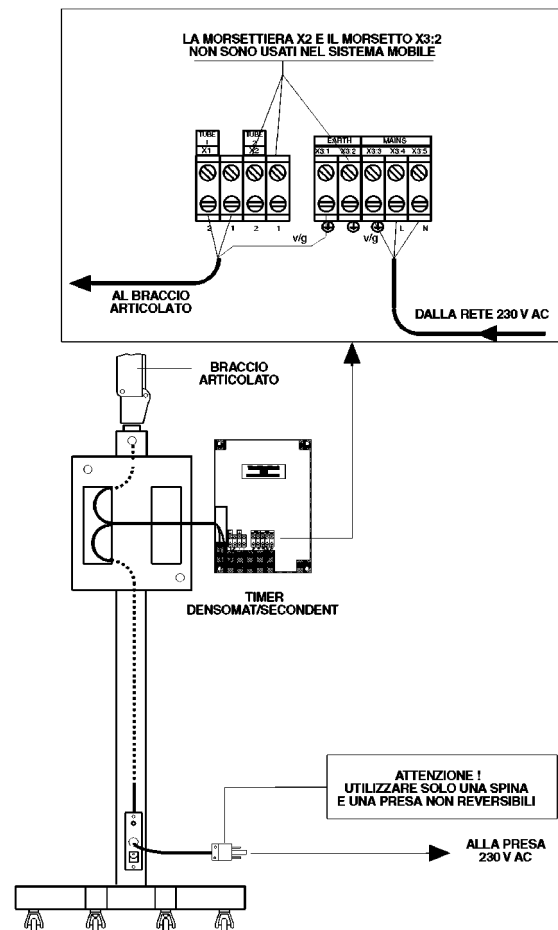 LA MORSETTIERA X2 E IL MORSETTO X3:2
NON SONO USATI NEL SISTEMA MOBILE
TUBE TUBE
1 2
X1 X2
EARTH MAINS
X3:1 X3:2 X3:3 X3:4 X3:5
2 1 2 1
L N
v/g v/g
AL BRACCIO
ARTICOLATO
DALLA RETE 230 V AC
BRACCIO
ARTICOLATO
TIMER
DENSOMAT/SECONDENT
ATTENZIONE !
UTILIZZARE SOLO UNA SPINA
E UNA PRESA NON REVERSIBILI
ALLA PRESA
230 V AC